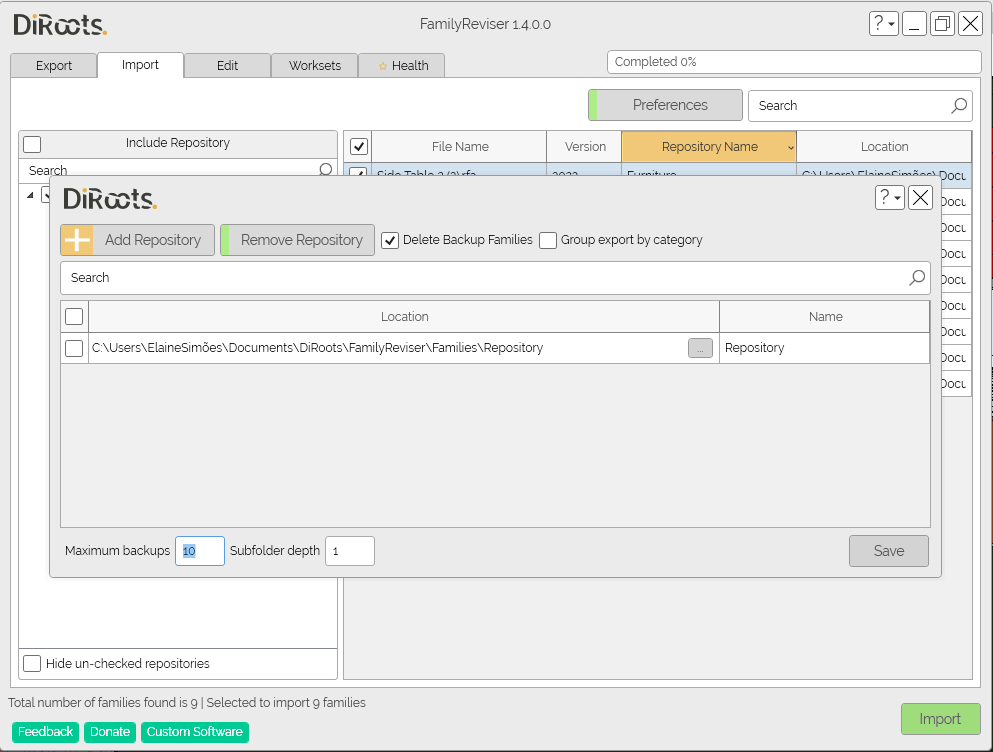 DiRoots.
FamilyReviser 1.4.0.0
?
Export
Import
Edit
Worksets
Health
Completed 0%
Preferences
Search
Include Repository
Search
File Name
Version
Repository Name
Location
Side Table 2 (2).rfa
2022
Furniture
C:\Users\ElaineSimões\Docu
Docu
Docu
Docu
Docu
Docu
Docu
Docu
Docu
DiRoots.
?
Add Repository
Remove Repository
Delete Backup Families
Group export by category
Search
Location
Name
C:\Users\ElaineSimões\Documents\DiRoots\FamilyReviser\Families\Repository
...
Repository
Maximum backups
10
Subfolder depth
1
Save
Hide un-checked repositories
Total number of families found is 9 | Selected to import 9 families
Feedback
Donate
Custom Software
Import